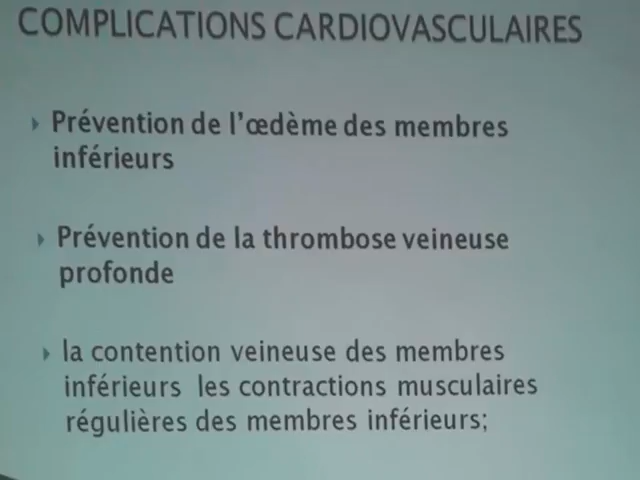 COMPLICATIONS CARDIOVASCULAIRES
Prévention de l'œdème des membres
inférieurs
Prévention de la thrombose veineuse
profonde
la contention veineuse des membres
inférieurs les contractions musculaires
régulières des membres inférieurs;